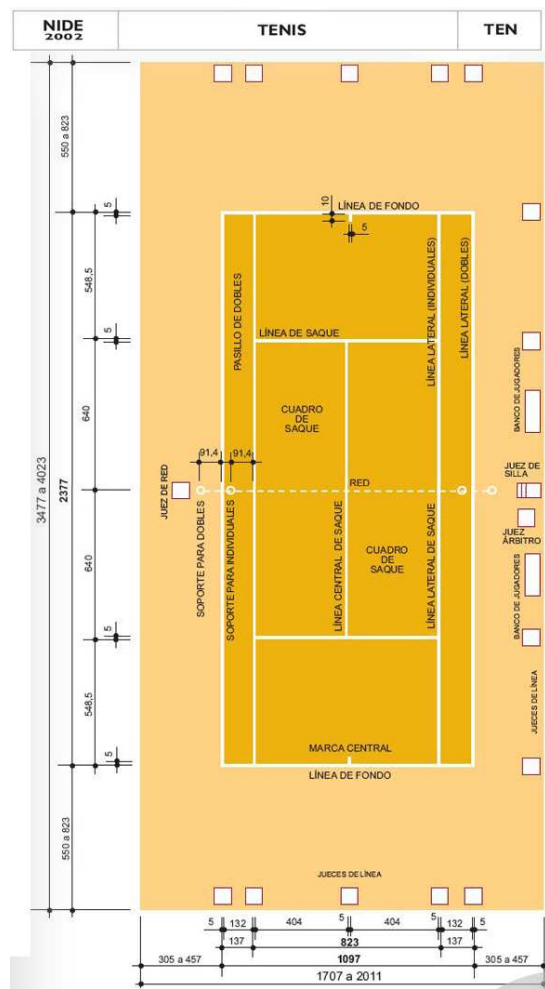 NIDE
2002
TENIS
TEN
550 a 823
5
10
LÍNEA DE FONDO
5
548,5
PASILLO DE DOBLES
LÍNEA LATERAL (INDIVIDUALES)
LÍNEA LATERAL (DOBLES)
5
LÍNEA DE SAQUE
BANCO DE JUGADORES
640
CUADRO
DE
SAQUE
91,4
91,4
3477 a 4023
2377
JUEZ DE RED
RED
JUEZ DE
SILLA
SOPORTE PARA DOBLES
SOPORTE PARA INDIVIDUALES
LÍNEA CENTRAL DE SAQUE
LÍNEA LATERAL DE SAQUE
JUEZ
ÁRBITRO
640
CUADRO
DE
SAQUE
BANCO DE JUGADORES
5
548,5
JUECES DE LÍNEA
MARCA CENTRAL
5
LÍNEA DE FONDO
550 a 823
JUECES DE LÍNEA
5
132
404
5
404
5
132
5
137
823
137
305 a 457
1097
305 a 457
1707 a 2011